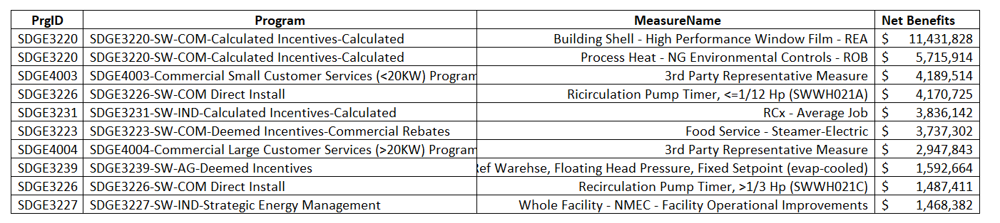 PrgID Program MeasureName Net Benefits
SDGE3220 SDGE3220-SW-COM-Calculated Incentives-Calculated Building Shell - High Performance Window Film - REA $ 11,431,828
SDGE3220 SDGE3220-SW-COM-Calculated Incentives-Calculated Process Heat - NG Environmental Controls - ROB $ 5,715,914
SDGE4003 SDGE4003-Commercial Small Customer Services (<20KW) Program 3rd Party Representative Measure $ 4,189,514
SDGE3226 SDGE3226-SW-COM Direct Install Ricirculation Pump Timer, <=1/12 Hp (SWWH021A) $ 4,170,725
SDGE3231 SDGE3231-SW-IND-Calculated Incentives-Calculated RCx - Average Job $ 3,836,142
SDGE3223 SDGE3223-SW-COM-Deemed Incentives-Commercial Rebates Food Service - Steamer-Electric $ 3,737,302
SDGE4004 SDGE4004-Commercial Large Customer Services (>20KW) Program 3rd Party Representative Measure $ 2,947,843
SDGE3239 SDGE3239-SW-AG-Deemed Incentives Ref Warehse, Floating Head Pressure, Fixed Setpoint (evap-cooled) $ 1,592,664
SDGE3226 SDGE3226-SW-COM Direct Install Recirculation Pump Timer, >1/3 Hp (SWWH021C) $ 1,487,411
SDGE3227 SDGE3227-SW-IND-Strategic Energy Management Whole Facility - NMEC - Facility Operational Improvements $ 1,468,382